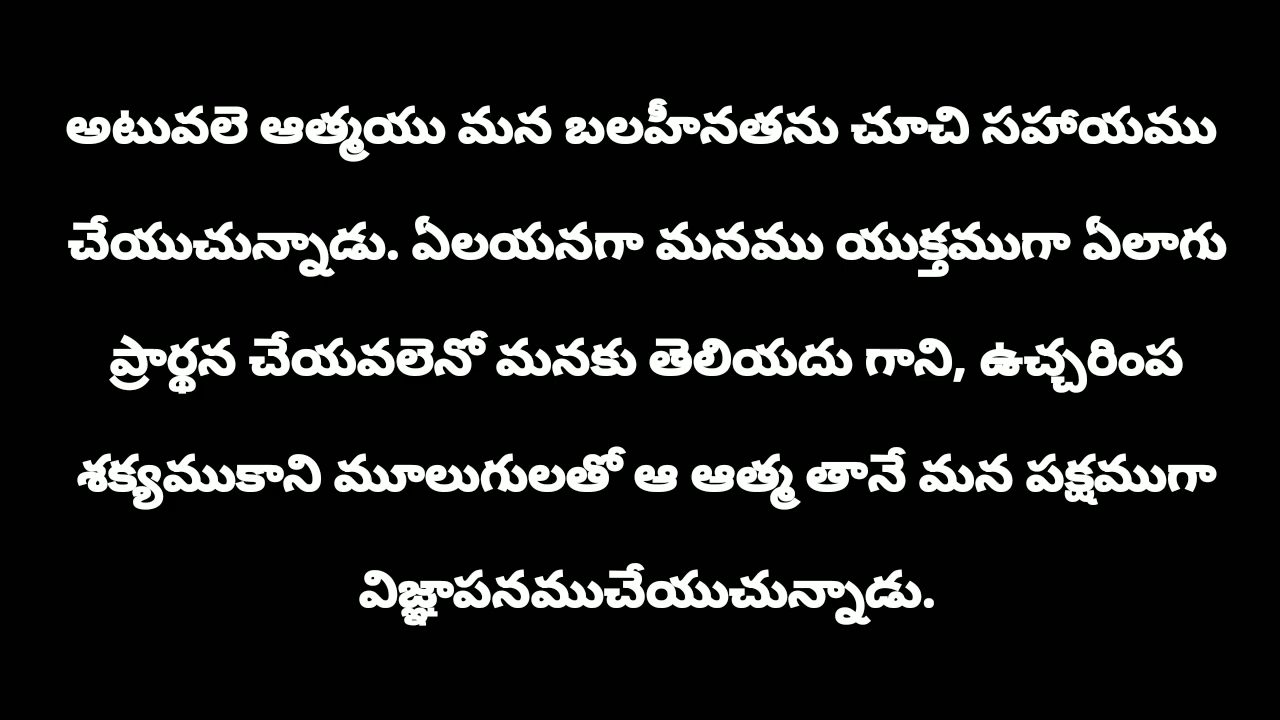 అటువలె ఆత్మయు మన బలహీనతను చూచి సహాయము
చేయుచున్నాడు. ఏలయనగా మనము యుక్తముగా ఏలాగు
ప్రార్థన చేయవలెనో మనకు తెలియదు గాని, ఉచ్చరింప
శక్యముకాని మూలుగులతో ఆ ఆత్మ తానే మన పక్షముగా
విజ్ఞాపనముచేయుచున్నాడు.